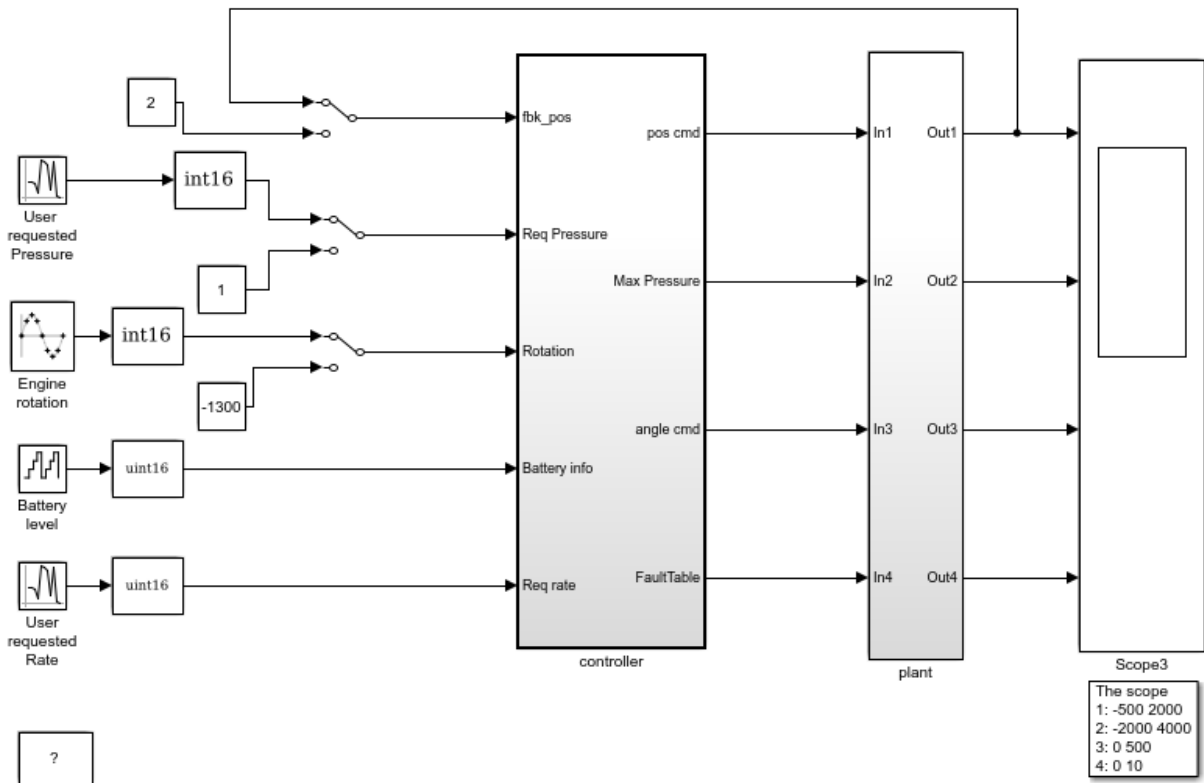 2
fbk_pos
pos cmd
In1
Out1
int16
User
requested
Pressure
Req Pressure
1
Max Pressure
In2
Out2
int16
Engine
rotation
Rotation
-1300
angle cmd
In3
Out3
uint16
Battery
level
Battery info
uint16
User
requested
Rate
Req rate
FaultTable
In4
Out4
controller
plant
Scope3
The scope
1: -500 2000
2: -2000 4000
3: 0 500
4: 0 10
?